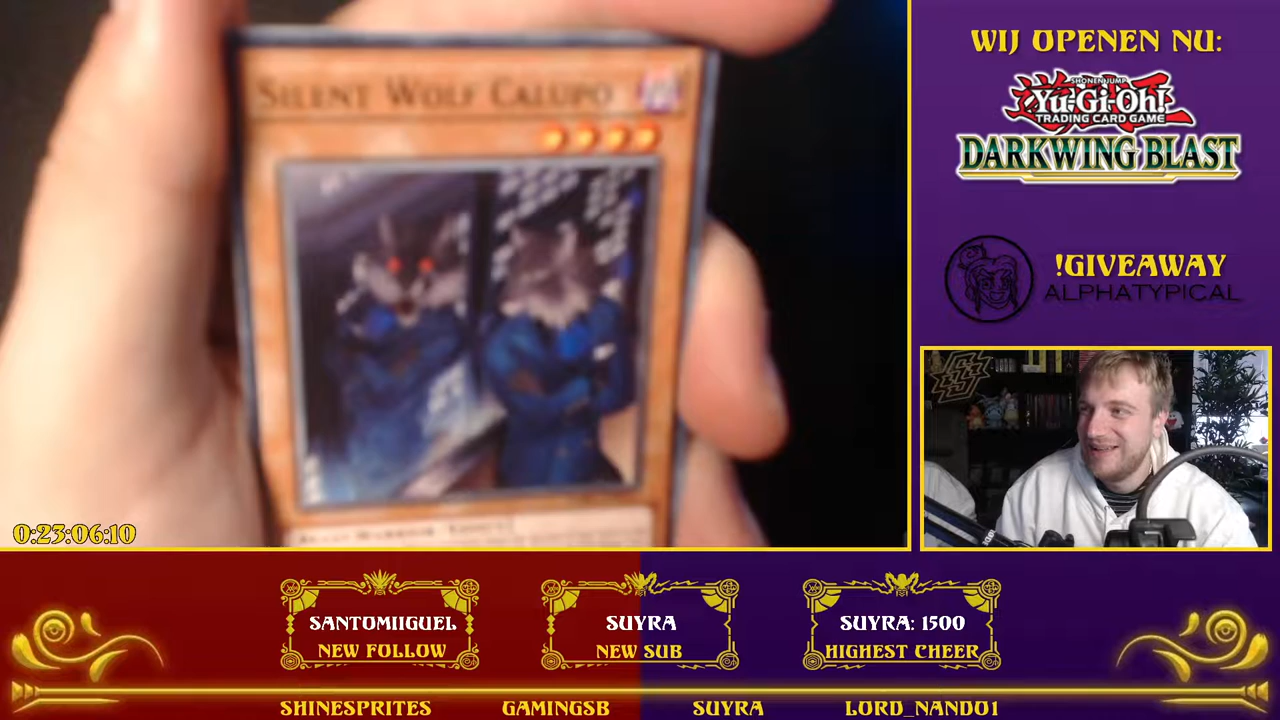 SILENT WOLF CALUPO
0:23:06:10
WIJ OPENEN NU:
SHONEN JUMP
Yu-Gi-Oh!
TRADING CARD GAME
DARKWING BLAST
!GIVEAWAY
ALPHATYPICAL
SANTOMIIGUEL
NEW FOLLOW
SUYRA
NEW SUB
SUYRA: 1500
HIGHEST CHEER
SHINESPRITES
GAMINGSB
SUYRA
LORD_NANDO1